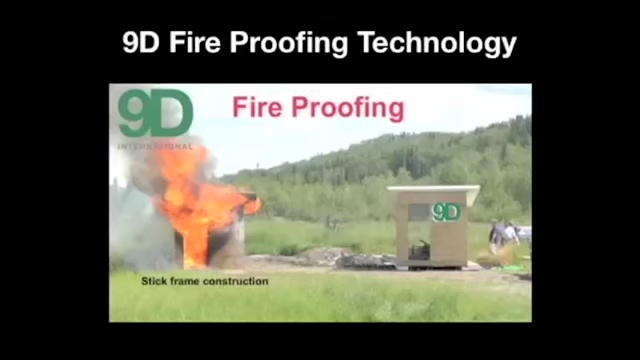 9D Fire Proofing Technology
9D
INTERNATIONAL
Fire Proofing
9D
Stick frame construction